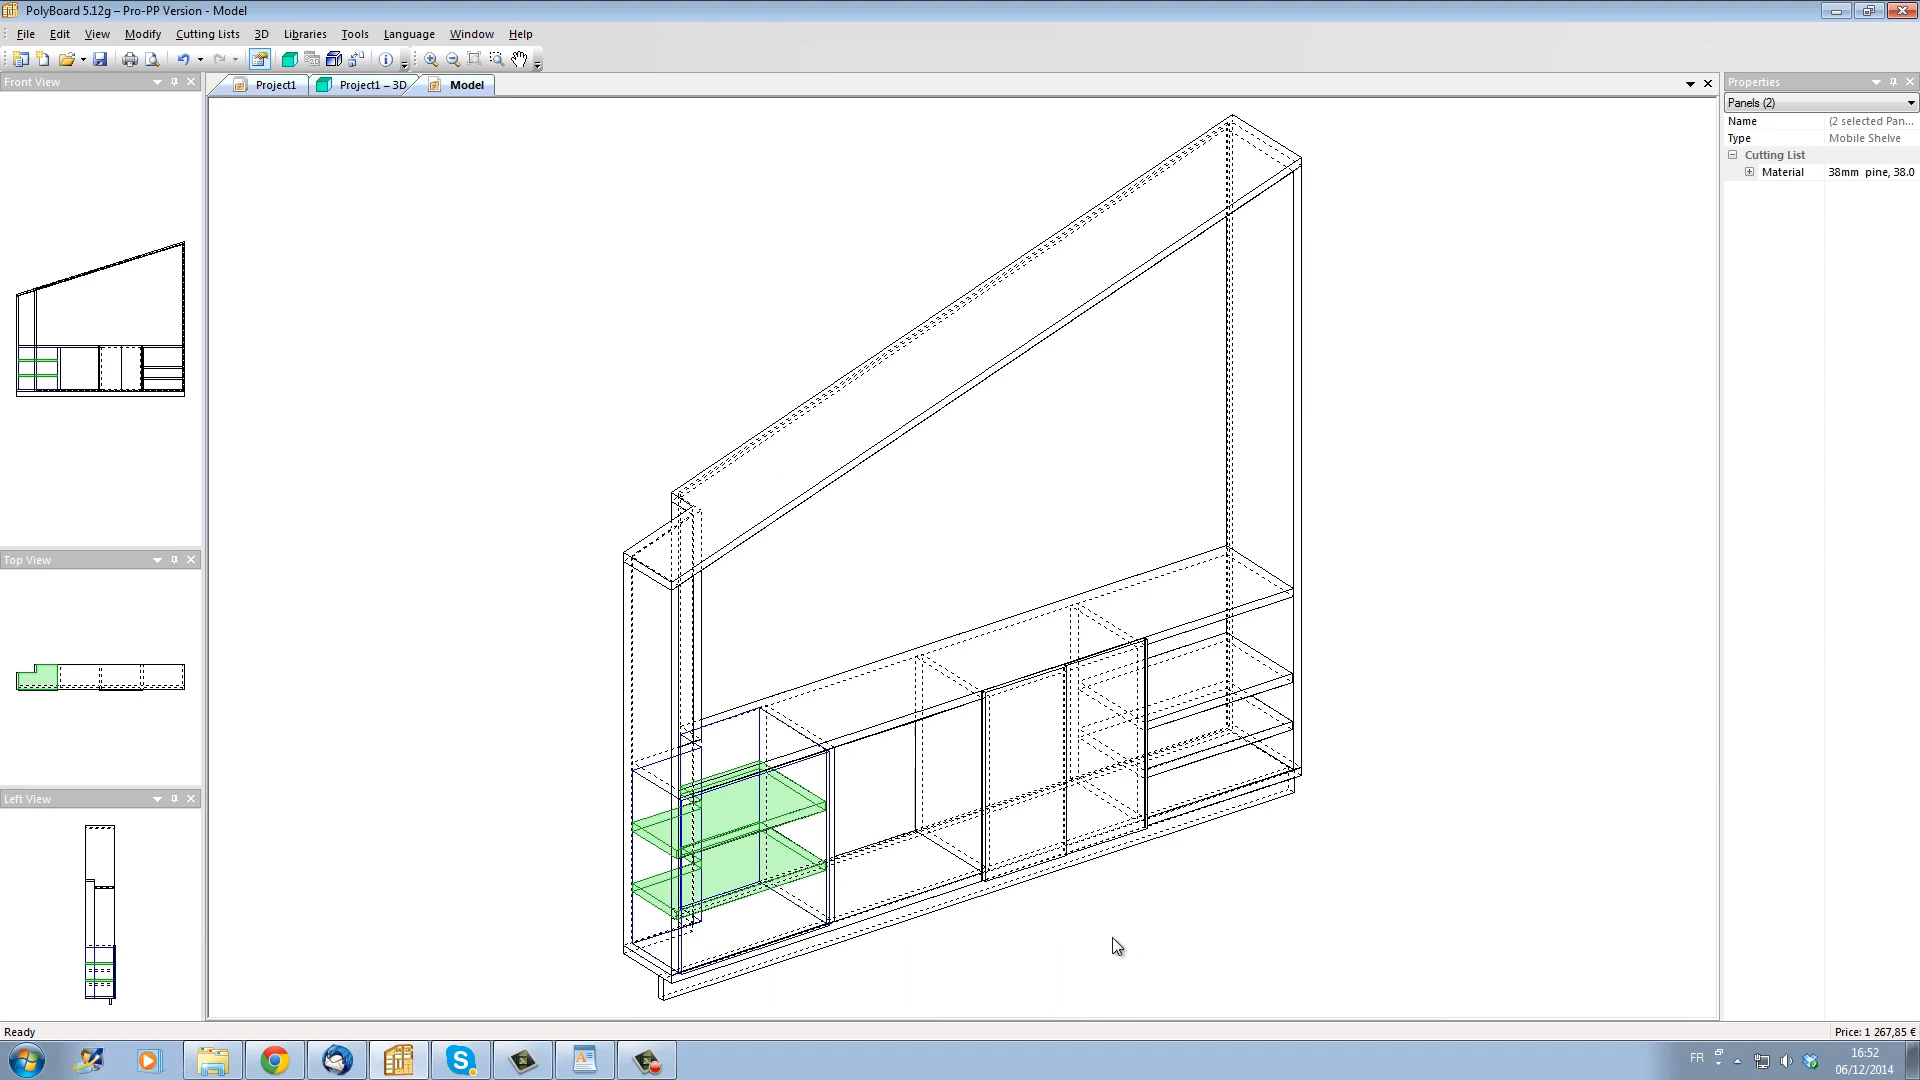 PolyBoard 5.12g – Pro-PP Version - Model
File Edit View Modify Cutting Lists 3D Libraries Tools Language Window Help
Front View
Project1
Project1 – 3D
Model
Properties
Panels (2)
Name (2 selected Pan...
Type Mobile Shelve
Cutting List
Material 38mm pine, 38.0
Top View
Left View
Ready
Price: 1 267,85 €
FR
16:52
06/12/2014